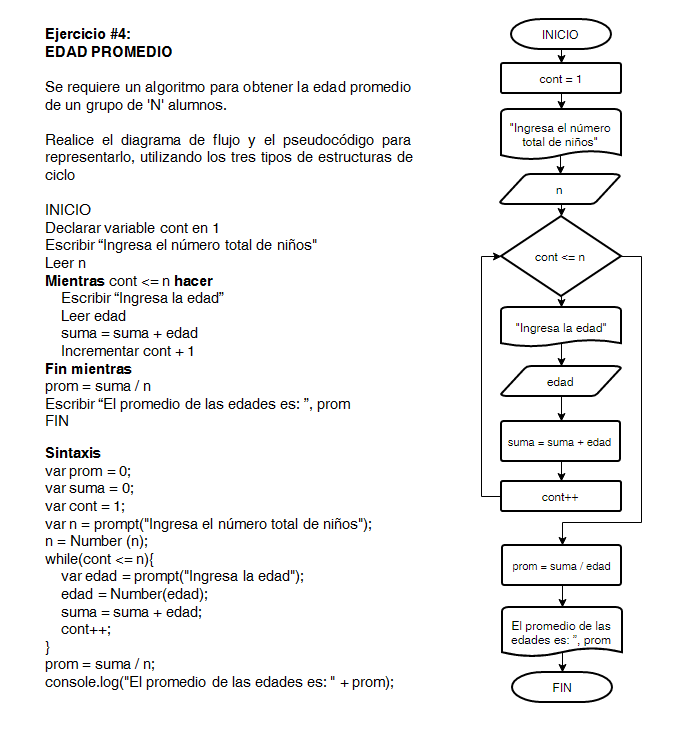 Ejercicio #4:
EDAD PROMEDIO
Se requiere un algoritmo para obtener la edad promedio
de un grupo de 'N' alumnos.
Realice el diagrama de flujo y el pseudocódigo para
representarlo, utilizando los tres tipos de estructuras de
ciclo
INICIO
Declarar variable cont en 1
Escribir “Ingresa el número total de niños"
Leer n
Mientras cont <= n hacer
Escribir “Ingresa la edad”
Leer edad
suma = suma + edad
Incrementar cont + 1
Fin mientras
prom = suma / n
Escribir “El promedio de las edades es: ”, prom
FIN
Sintaxis
var prom = 0;
var suma = 0;
var cont = 1;
var n = prompt("Ingresa el número total de niños");
n = Number (n);
while(cont <= n){
var edad = prompt("Ingresa la edad");
edad = Number(edad);
suma = suma + edad;
cont++;
}
prom = suma / n;
console.log("El promedio de las edades es: " + prom);
INICIO
cont = 1
"Ingresa el número
total de niños"
n
cont <= n
"Ingresa la edad"
edad
suma = suma + edad
cont++
prom = suma / edad
El promedio de las
edades es: ”, prom
FIN